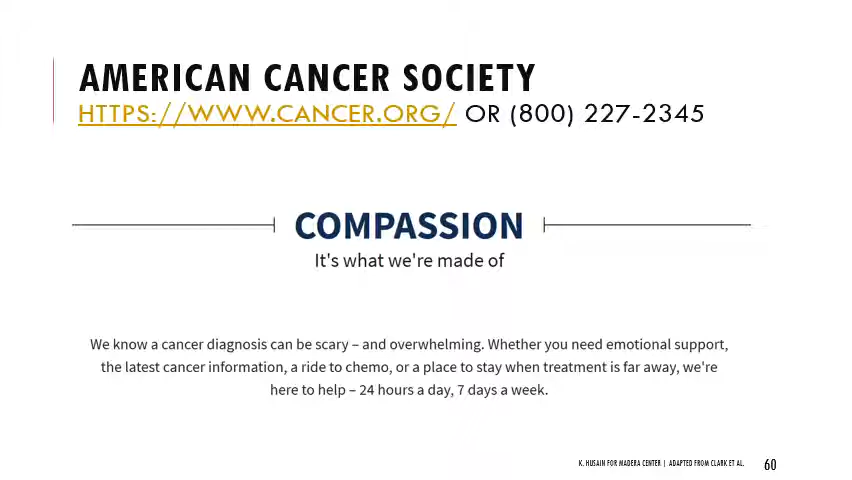 AMERICAN CANCER SOCIETY
HTTPS://WWW.CANCER.ORG/ OR (800) 227-2345
COMPASSION
It's what we're made of
We know a cancer diagnosis can be scary – and overwhelming. Whether you need emotional support,
the latest cancer information, a ride to chemo, or a place to stay when treatment is far away, we're
here to help – 24 hours a day, 7 days a week.
K. HUSAIN FOR MADERA CENTER | ADAPTED FROM CLARK ET AL. 60